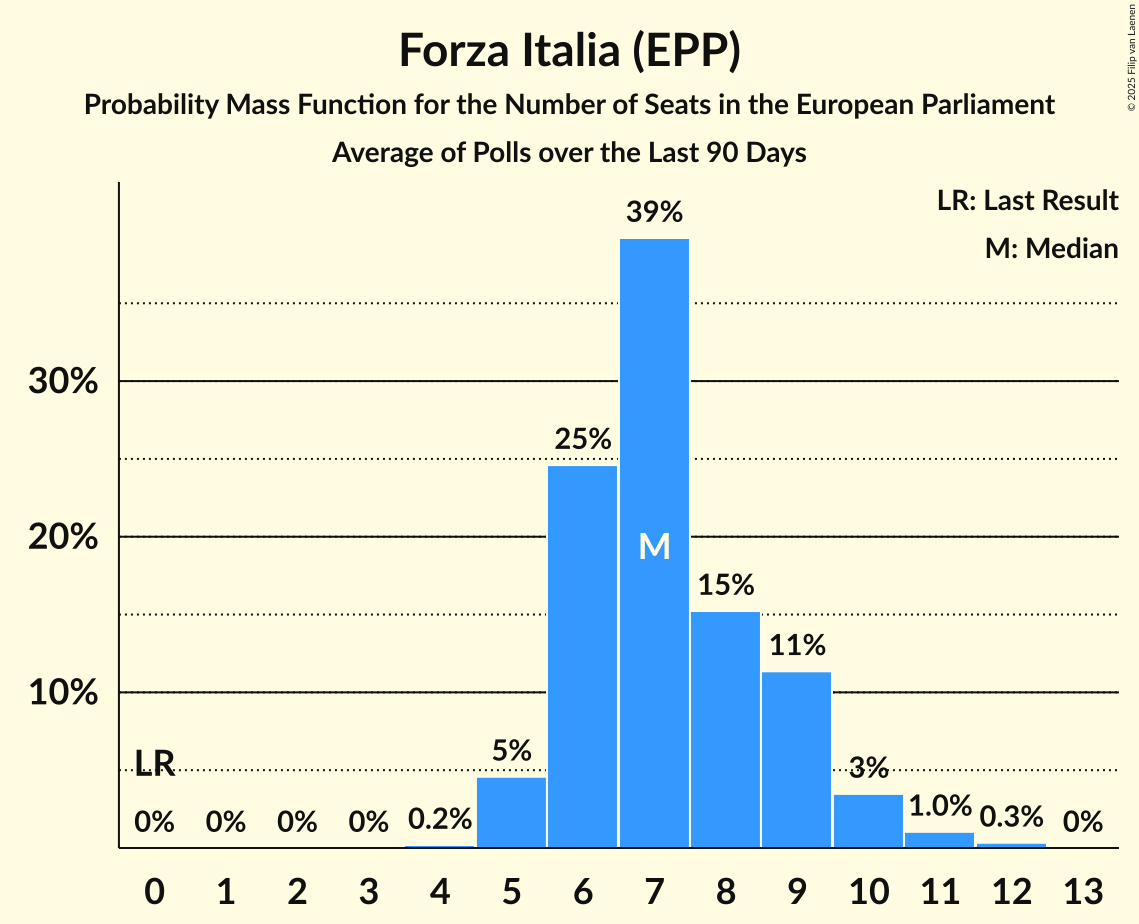 Forza Italia (EPP)
Probability Mass Function for the Number of Seats in the European Parliament
Average of Polls over the Last 90 Days
© 2025 Filip van Laenen
LR: Last Result
M: Median
39%
30%
25%
20%
M
15%
11%
10%
LR
5%
3%
0% 0% 0% 0% 0.2% 1.0% 0.3% 0%
0 1 2 3 4 5 6 7 8 9 10 11 12 13